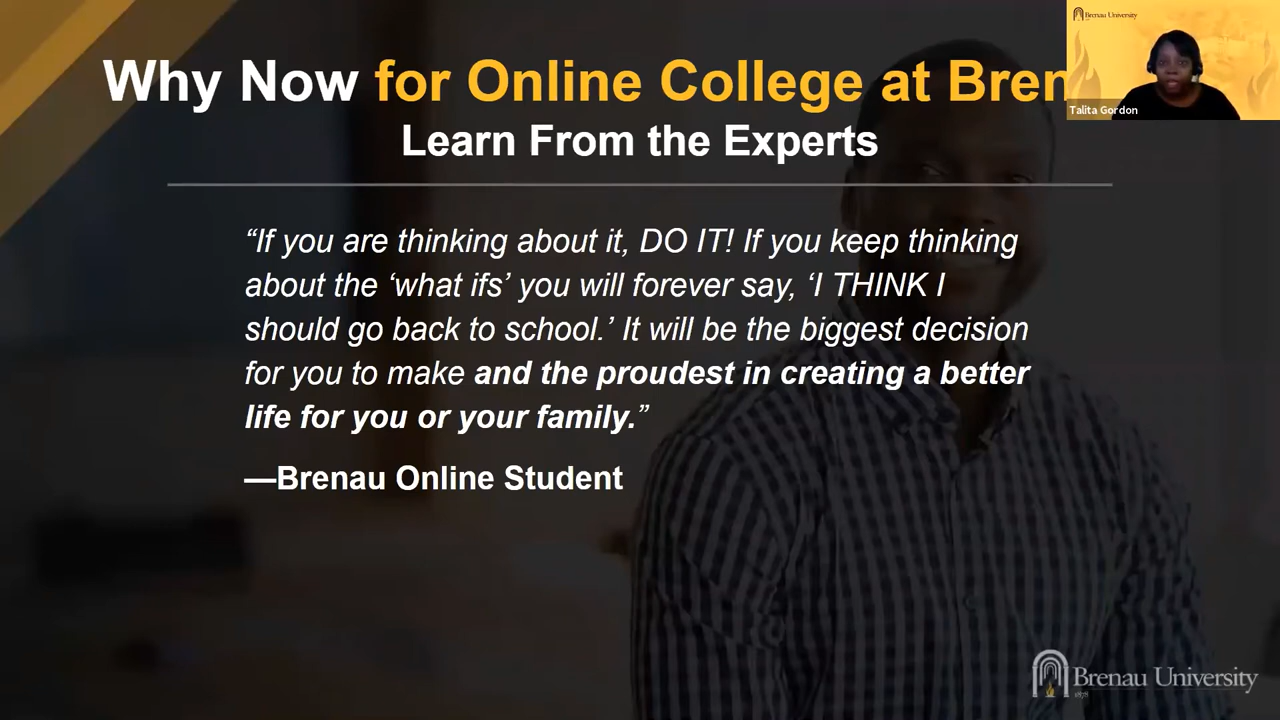 Why Now for Online College at Bren
Learn From the Experts
“If you are thinking about it, DO IT! If you keep thinking
about the ‘what ifs’ you will forever say, ‘I THINK I
should go back to school.’ It will be the biggest decision
for you to make and the proudest in creating a better
life for you or your family.”
—Brenau Online Student
Brenau University
Talita Gordon
Brenau University
1878